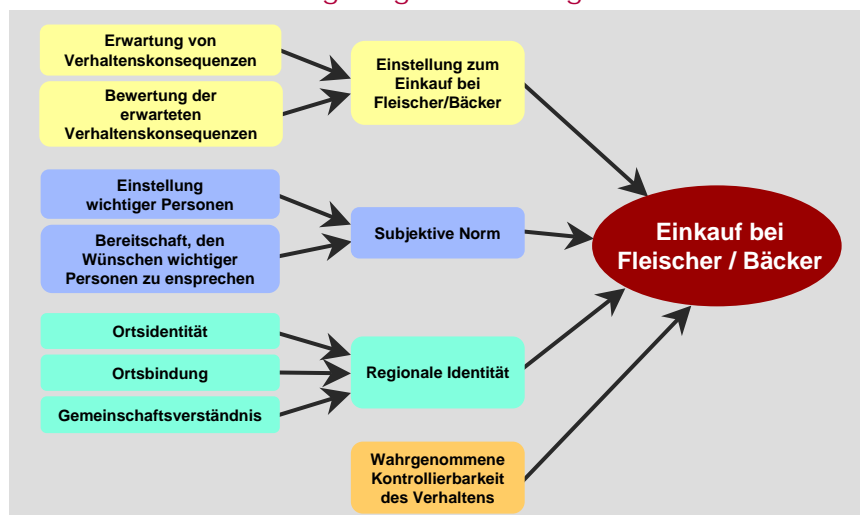 Erwartung von
Verhaltenskonsequenzen
Bewertung der
erwarteten
Verhaltenskonsequenzen
Einstellung zum
Einkauf bei
Fleischer/Bäcker
Einstellung
wichtiger Personen
Bereitschaft, den
Wünschen wichtiger
Personen zu ensprechen
Subjektive Norm
Einkauf bei
Fleischer / Bäcker
Ortsidentität
Ortsbindung
Gemeinschaftsverständnis
Regionale Identität
Wahrgenommene
Kontrollierbarkeit
des Verhaltens